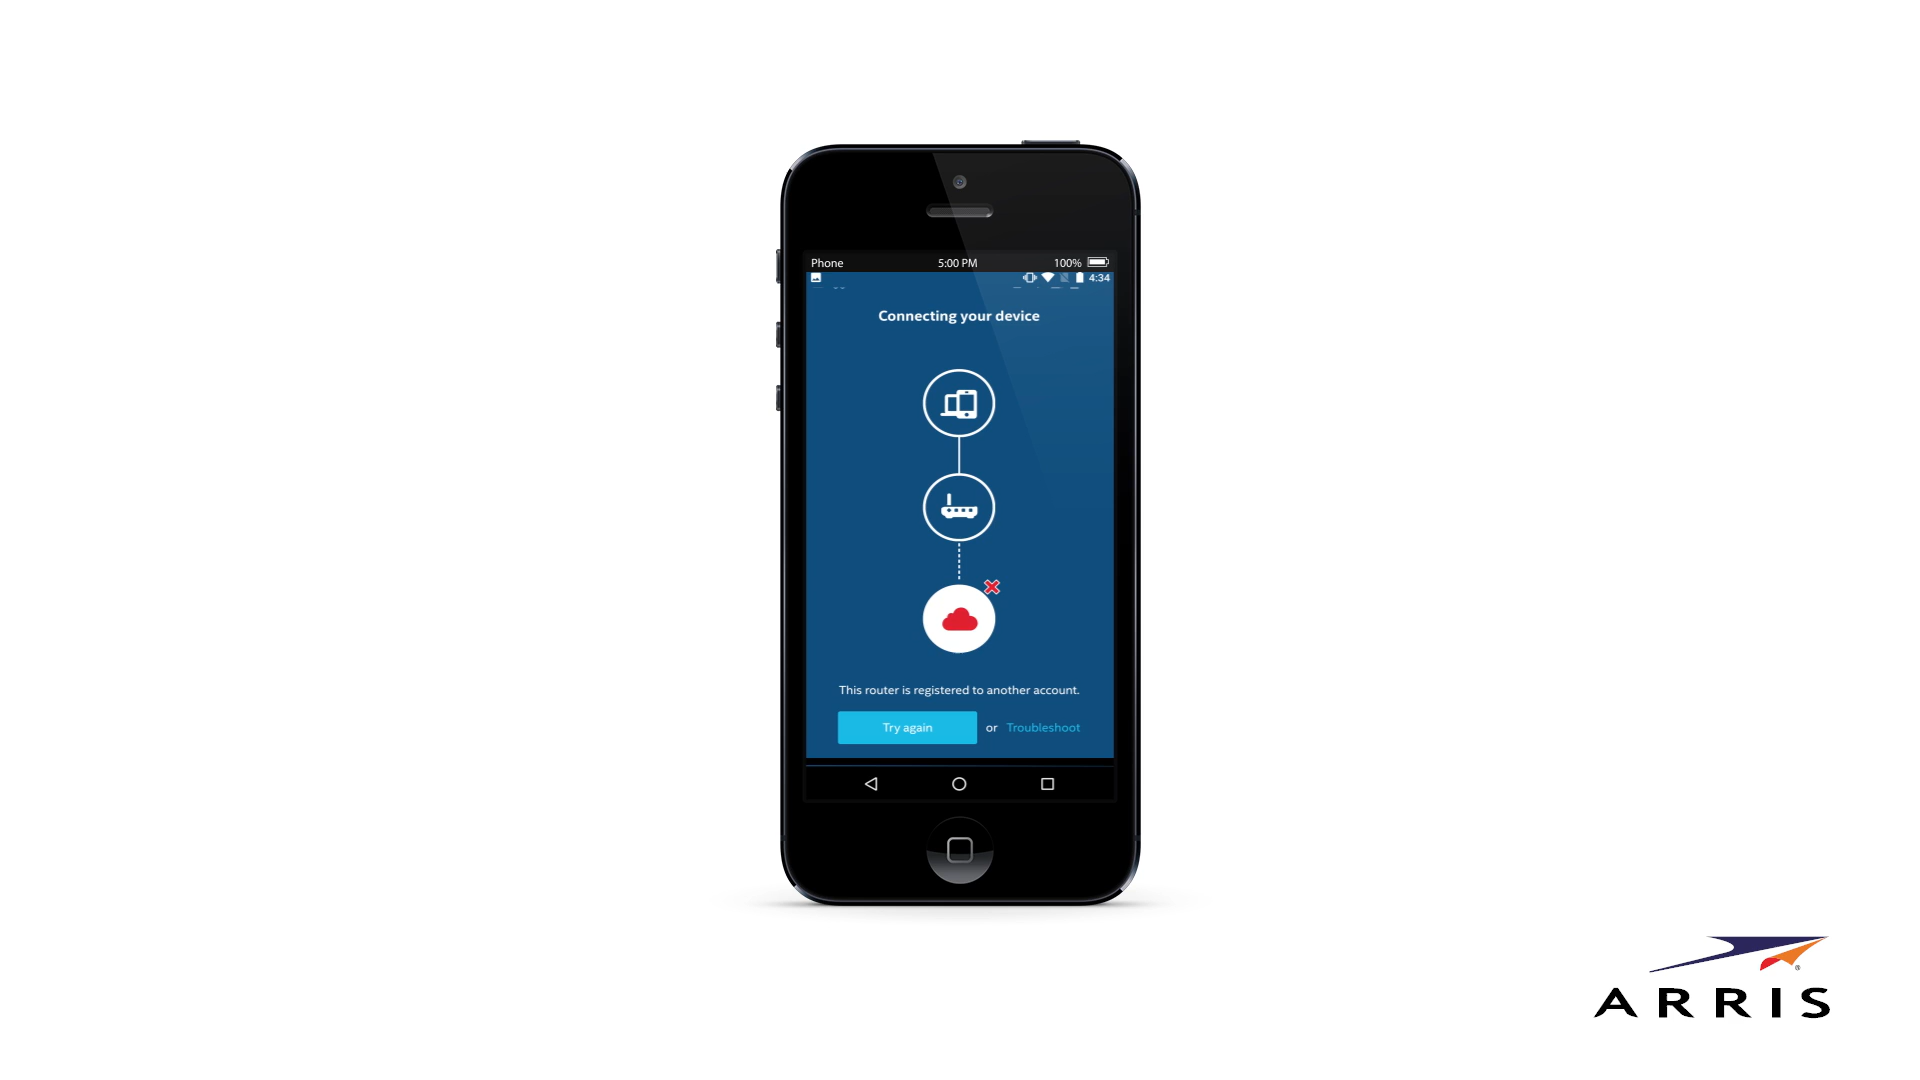 Phone 5:00 PM 100%
4:34
Connecting your device
This router is registered to another account.
Try again or Troubleshoot
®
ARRIS